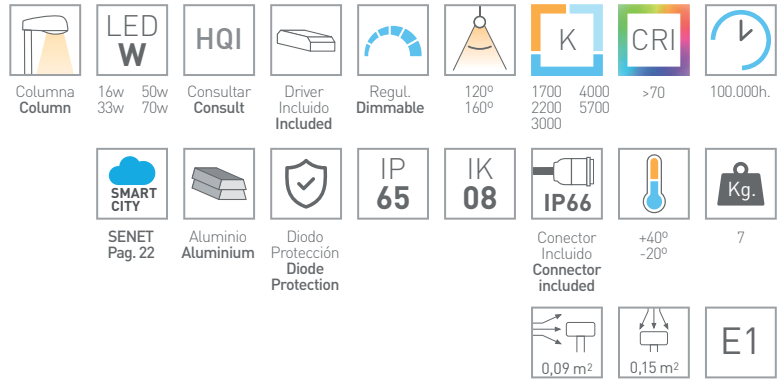 LED
W
HQI
K
CRI
Columna
Column
16w 50w
33w 70w
Consultar
Consult
Driver
Incluido
Included
Regul.
Dimmable
120º
160º
1700 4000
2200 5700
3000
>70
100.000h.
SMART
CITY
IP
65
IK
08
IP66
Kg.
SENET
Pag. 22
Aluminio
Aluminium
Diodo
Protección
Diode
Protection
Conector
Incluido
Connector
included
+40º
-20º
7
0,09 m²
0,15 m²
E1